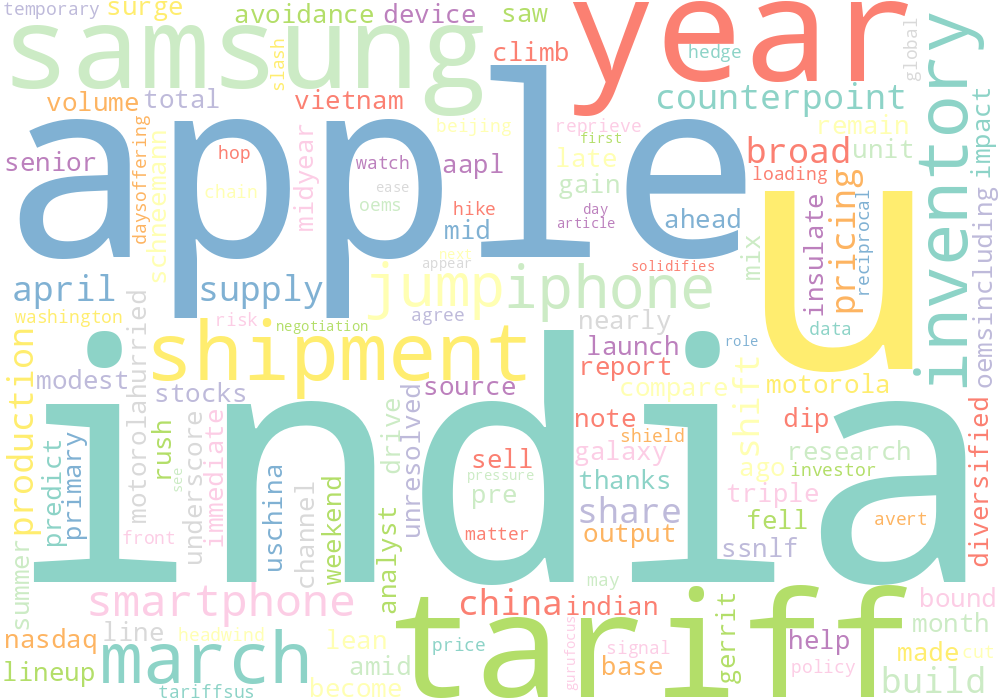 temporary surge avoidance device saw
samsung
slash
climb
year
hedge
global
inventory
volume total vietnam
counterpoint
apple
u
senior
daysoffering
schneemann
hop
chain
midyear
watch
ease
oems
aapl
beijing
reprieve
first
late
gain
day
article
hike
mid
ahead
broad
loading
remain
unit
impact
oemsincluding
mix
insulate
pricing
reciprocal
april
supply
jump
iphone
near
appear
solidifies
washington
risk
negotiation
agree
nearly
data
role
shipment
production
motorolahurried
modest
stocks
source
launch
report
compare
shift
motorola
india
predict
primary
underscore
rush
immediate
see
front
uschina
channel
weekend
drive
analyst
unresolved
sell
pressure
pre
matter
note
galaxy
shield
thanks
share
output
may
dip
ago
research
investor
triple
fell
ssnlf
avert
diversified
summer
smartphone
china
indian
tariff
gerrit
bound
month
nasdaq
line
headwind
lean
march
lineup
tariffsus
become
amid
price
gurufocus
signal
base
help
policy
made
cut
build